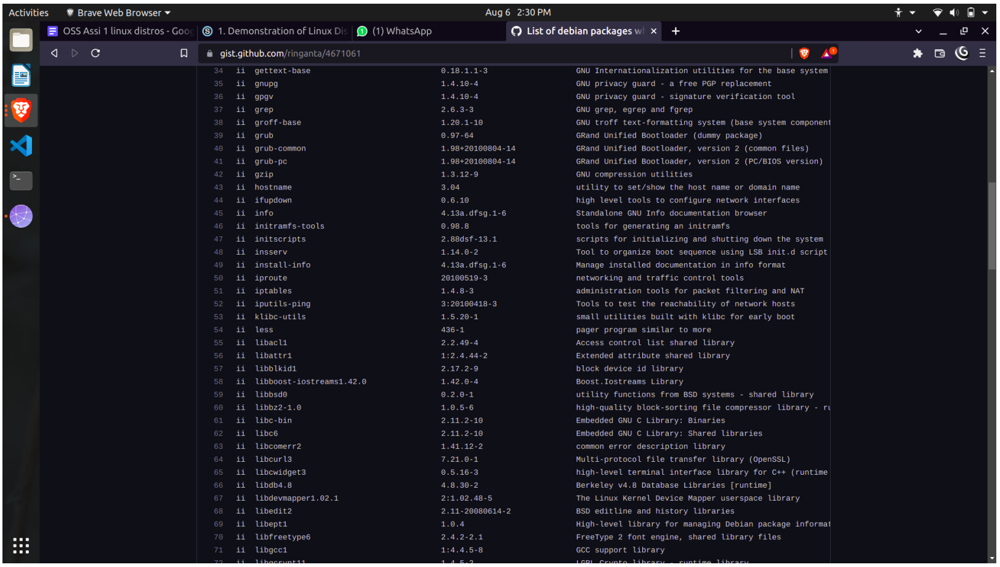 Activities
Brave Web Browser
Aug 6 2:30 PM
OSS Assi 1 linux distros - Goog
1. Demonstration of Linux Dis
(1) WhatsApp
List of debian packages wh
gist.github.com/ringanta/4671061
1
34 ii gettext-base 0.18.1.1-3 GNU Internationalization utilities for the base system
35 ii gnupg 1.4.10-4 GNU privacy guard - a free PGP replacement
36 ii gpgv 1.4.10-4 GNU privacy guard - signature verification tool
37 ii grep 2.6.3-3 GNU grep, egrep and fgrep
38 ii groff-base 1.20.1-10 GNU troff text-formatting system (base system component
39 ii grub 0.97-64 GRand Unified Bootloader (dummy package)
40 ii grub-common 1.98+20100804-14 GRand Unified Bootloader, version 2 (common files)
41 ii grub-pc 1.98+20100804-14 GRand Unified Bootloader, version 2 (PC/BIOS version)
42 ii gzip 1.3.12-9 GNU compression utilities
43 ii hostname 3.04 utility to set/show the host name or domain name
44 ii ifupdown 0.6.10 high level tools to configure network interfaces
45 ii info 4.13a.dfsg.1-6 Standalone GNU Info documentation browser
46 ii initramfs-tools 0.98.8 tools for generating an initramfs
47 ii initscripts 2.88dsf-13.1 scripts for initializing and shutting down the system
48 ii insserv 1.14.0-2 Tool to organize boot sequence using LSB init.d script
49 ii install-info 4.13a.dfsg.1-6 Manage installed documentation in info format
50 ii iproute 20100519-3 networking and traffic control tools
51 ii iptables 1.4.8-3 administration tools for packet filtering and NAT
52 ii iputils-ping 3:20100418-3 Tools to test the reachability of network hosts
53 ii klibc-utils 1.5.20-1 small utilities built with klibc for early boot
54 ii less 436-1 pager program similar to more
55 ii libacl1 2.2.49-4 Access control list shared library
56 ii libattr1 1:2.4.44-2 Extended attribute shared library
57 ii libblkid1 2.17.2-9 block device id library
58 ii libboost-iostreams1.42.0 1.42.0-4 Boost.Iostreams Library
59 ii libbsd0 0.2.0-1 utility functions from BSD systems - shared library
60 ii libbz2-1.0 1.0.5-6 high-quality block-sorting file compressor library - ru
61 ii libc-bin 2.11.2-10 Embedded GNU C Library: Binaries
62 ii libc6 2.11.2-10 Embedded GNU C Library: Shared libraries
63 ii libcomerr2 1.41.12-2 common error description library
64 ii libcurl3 7.21.0-1 Multi-protocol file transfer library (OpenSSL)
65 ii libcwidget3 0.5.16-3 high-level terminal interface library for C++ (runtime
66 ii libdb4.8 4.8.30-2 Berkeley v4.8 Database Libraries [runtime]
67 ii libdevmapper1.02.1 2:1.02.48-5 The Linux Kernel Device Mapper userspace library
68 ii libedit2 2.11-20080614-2 BSD editline and history libraries
69 ii libept1 1.0.4 High-level library for managing Debian package informat
70 ii libfreetype6 2.4.2-2.1 FreeType 2 font engine, shared library files
71 ii libgcc1 1:4.4.5-8 GCC support library
72 ii libgcrypt11 1.4.5-2 LGPL Crypto library - runtime library